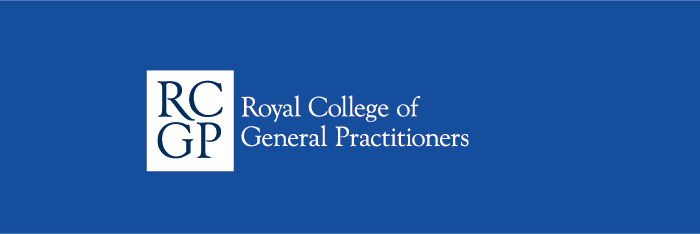 RC
GP
Royal College of
General Practitioners